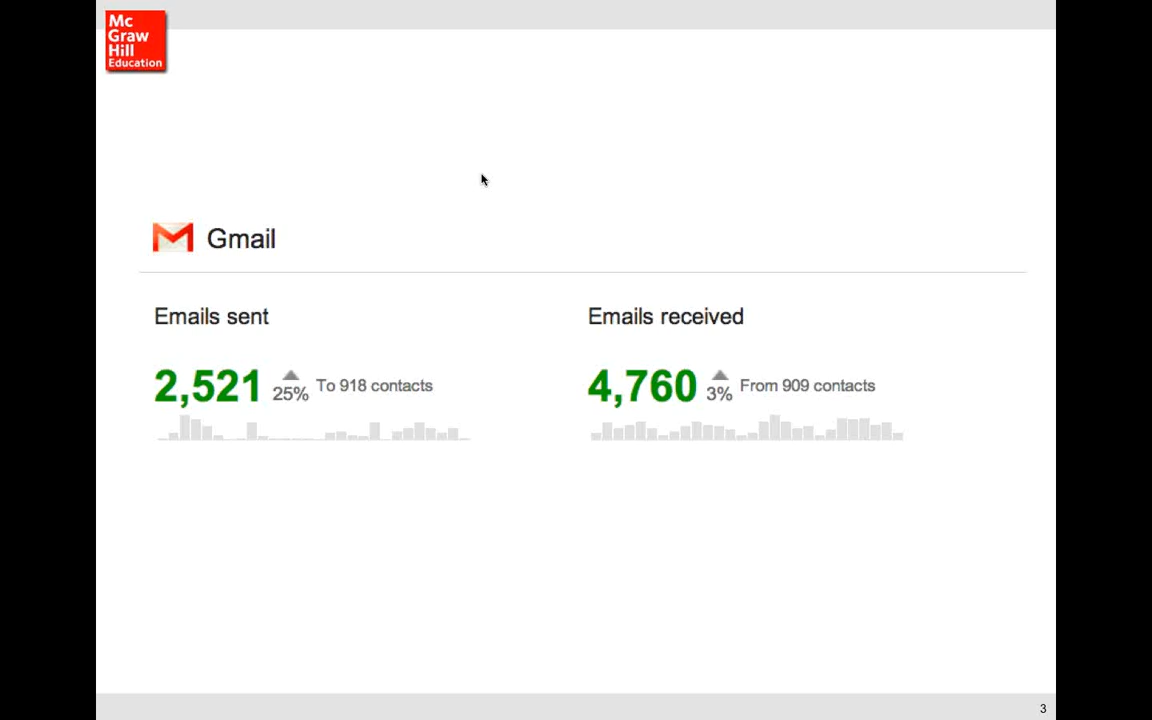 Mc
Graw
Hill
Education
Gmail
Emails sent
2,521 25% To 918 contacts
Emails received
4,760 3% From 909 contacts
3